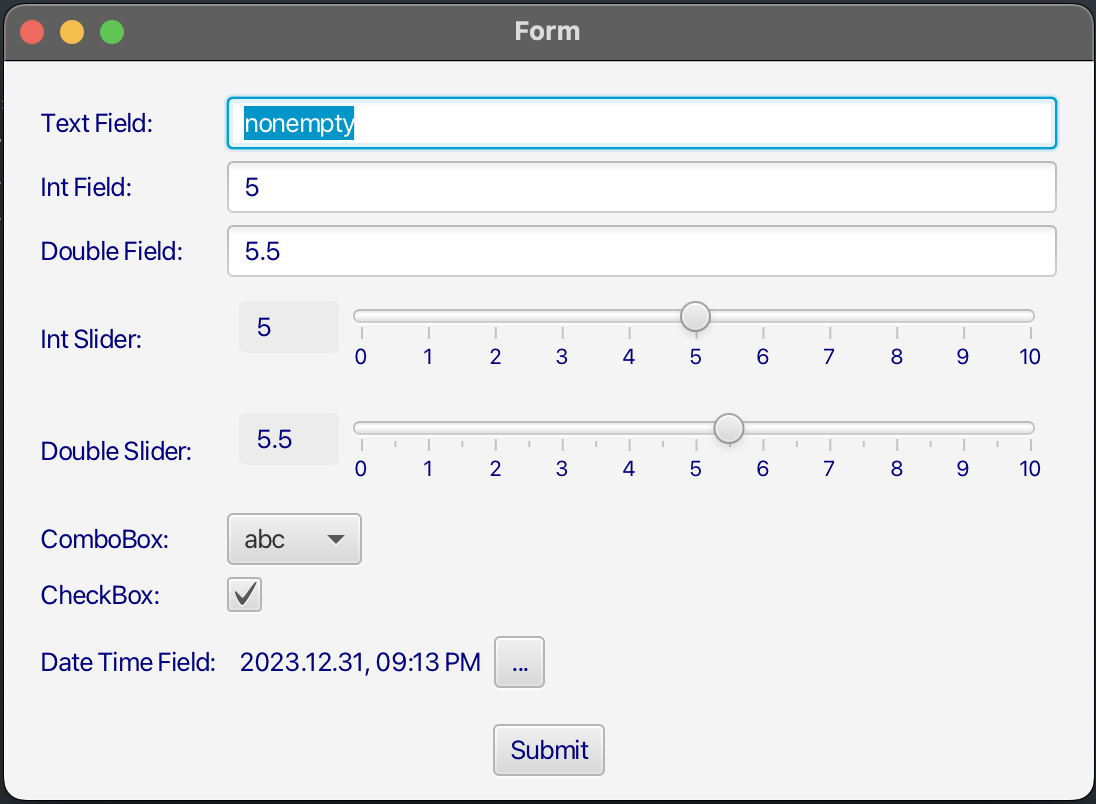 Form
Text Field: nonempty
Int Field: 5
Double Field: 5.5
Int Slider: 5
0 1 2 3 4 5 6 7 8 9 10
Double Slider: 5.5
0 1 2 3 4 5 6 7 8 9 10
ComboBox: abc
CheckBox:
Date Time Field: 2023.12.31, 09:13 PM ...
Submit